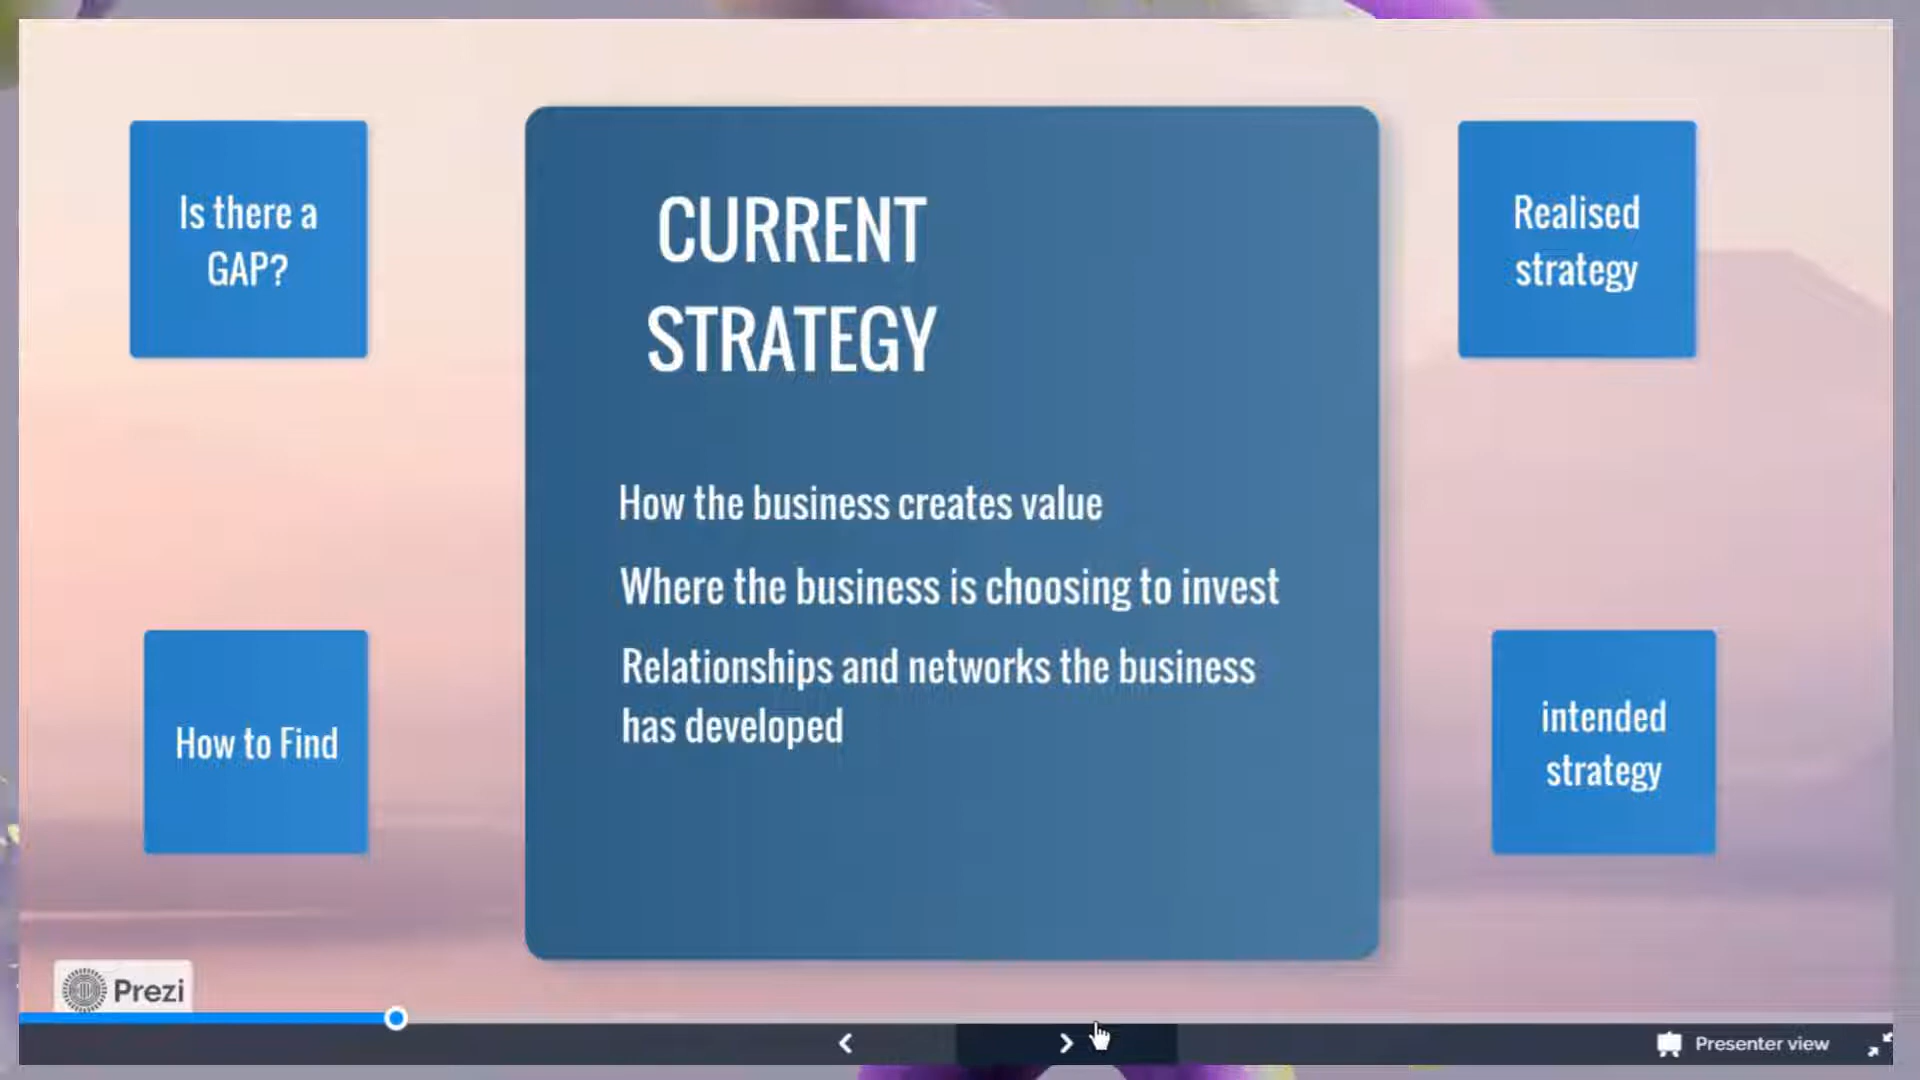 Is there a
GAP?
CURRENT
STRATEGY
How the business creates value
Where the business is choosing to invest
Relationships and networks the business
has developed
Realised
strategy
How to Find
intended
strategy
Prezi
Presenter view